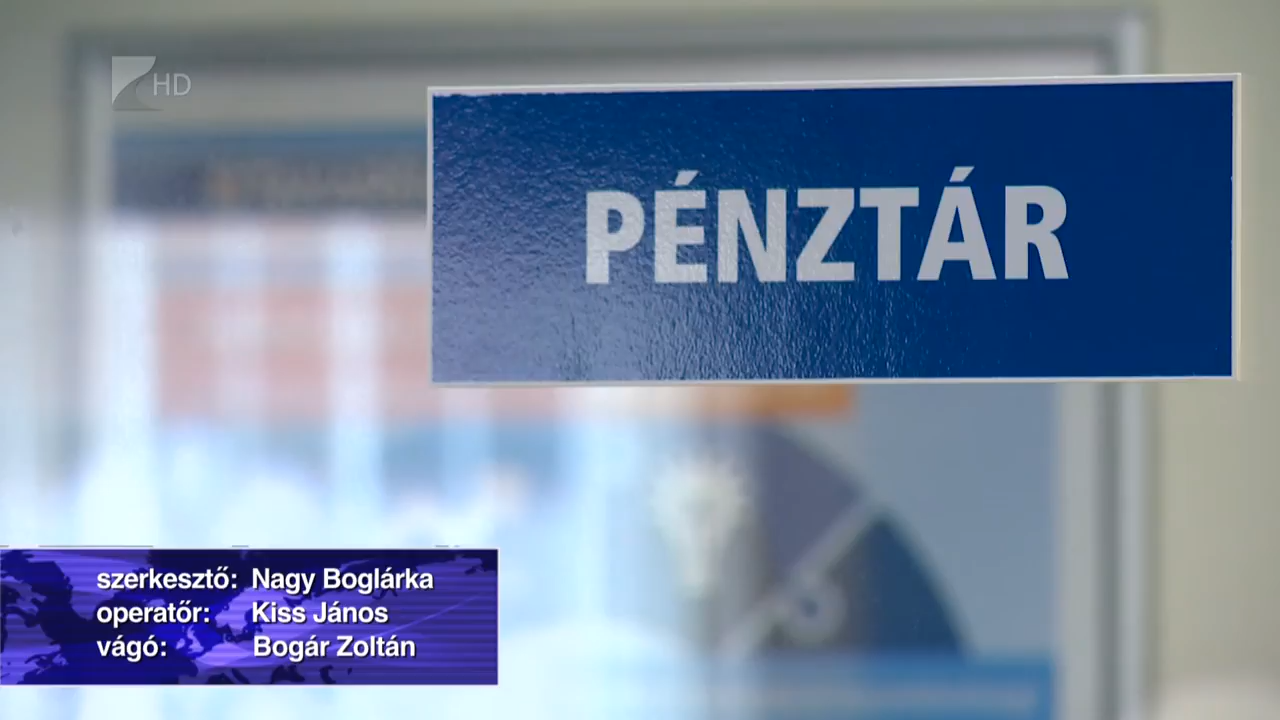 HD
PÉNZTÁR
szerkesztő: Nagy Boglárka
operatőr: Kiss János
vágó: Bogár Zoltán